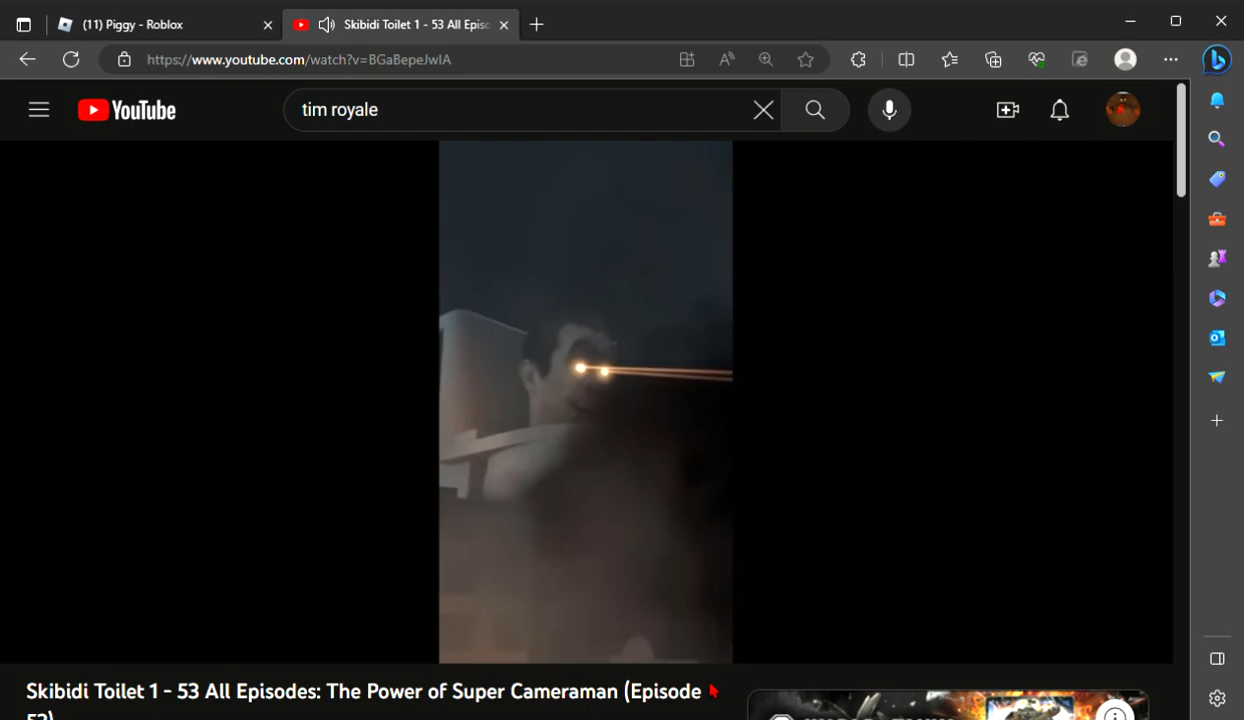 (11) Piggy - Roblox
Skibidi Toilet 1 - 53 All Episo
https://www.youtube.com/watch?v=BGaBepeJwIA
YouTube
tim royale
Skibidi Toilet 1 - 53 All Episodes: The Power of Super Cameraman (Episode